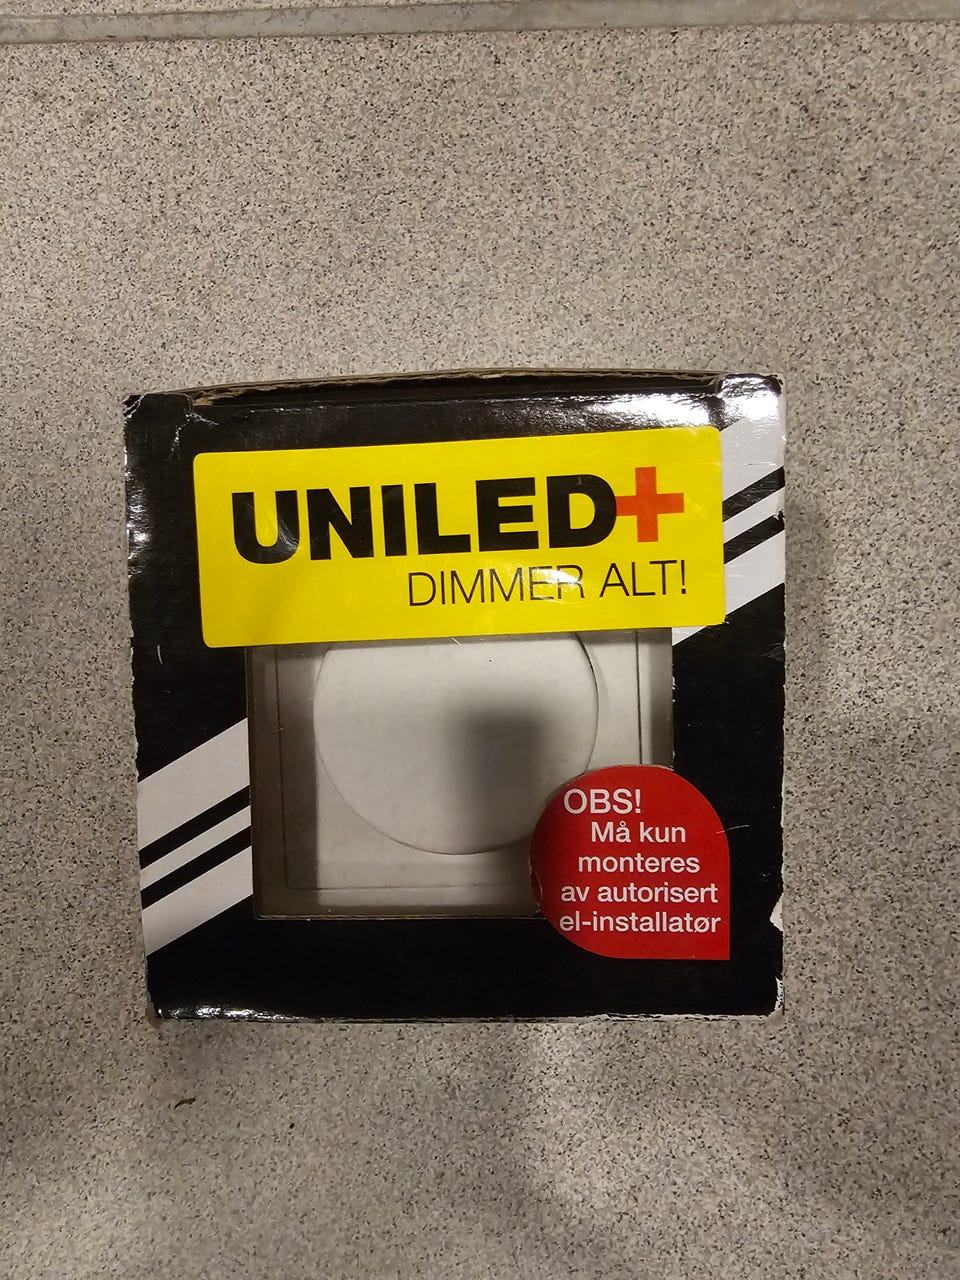 UNILED+
DIMMER ALT!
OBS!
Må kun
monteres
av autorisert
el-installatør